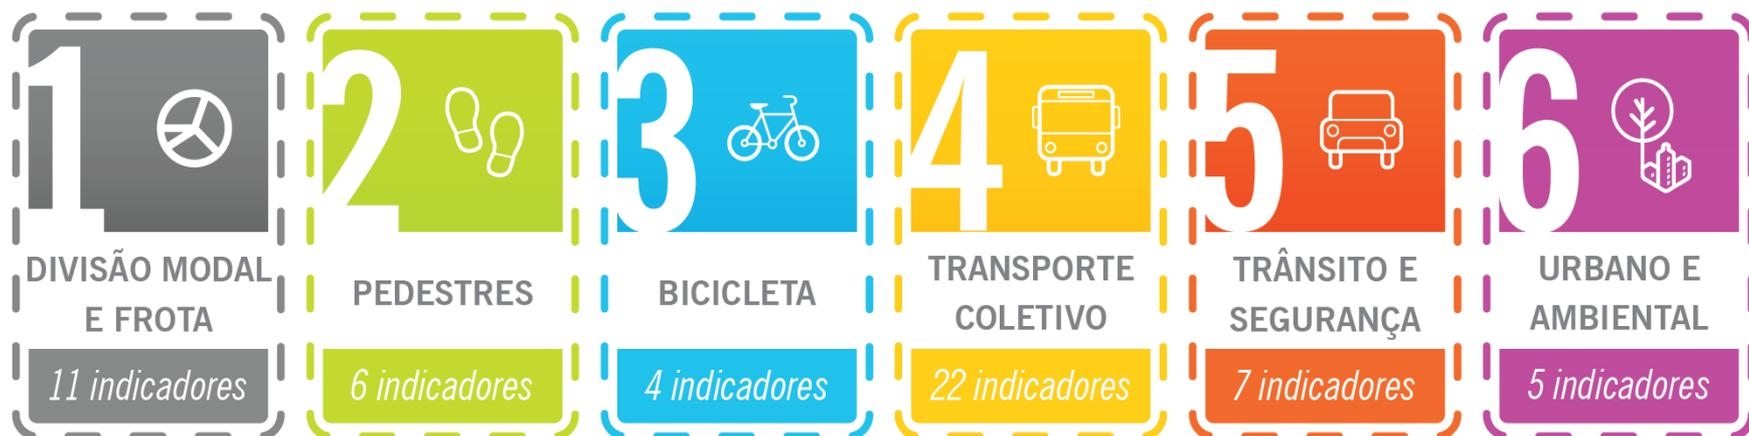 1
DIVISÃO MODAL
E FROTA
11 indicadores
2
PEDESTRES
6 indicadores
3
BICICLETA
4 indicadores
4
TRANSPORTE
COLETIVO
22 indicadores
5
TRÂNSITO E
SEGURANÇA
7 indicadores
6
URBANO E
AMBIENTAL
5 indicadores